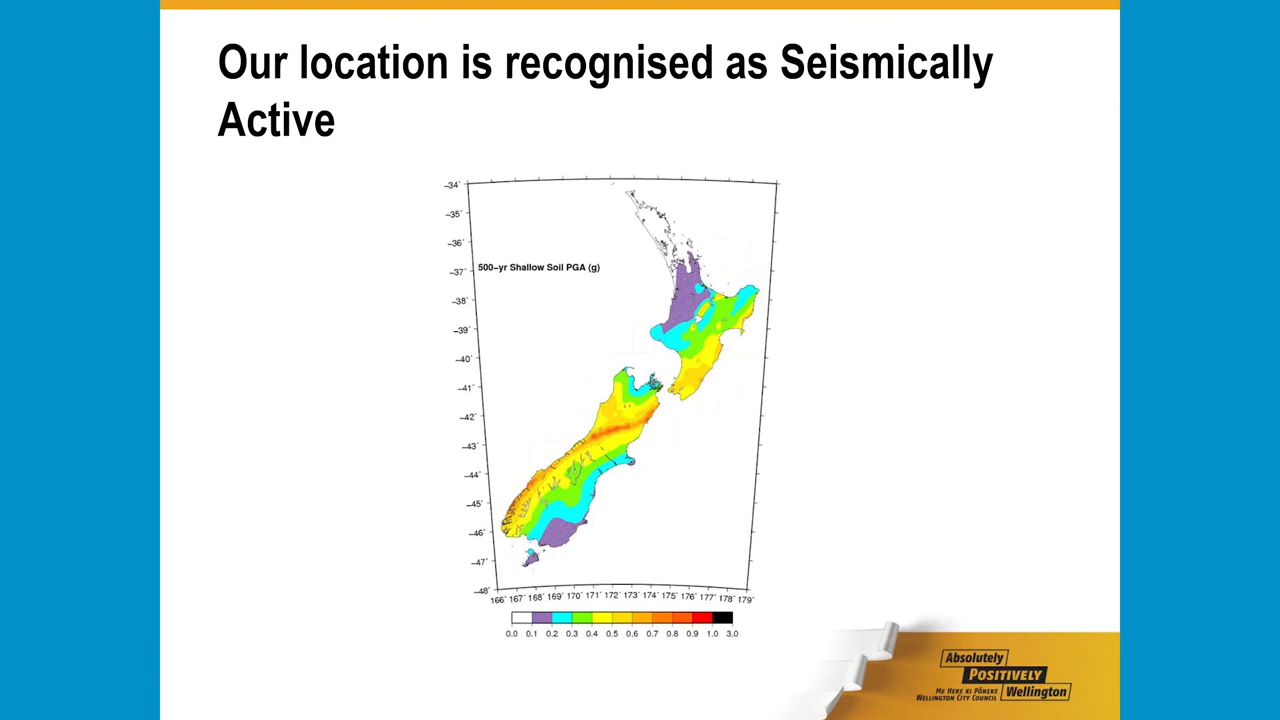 Our location is recognised as Seismically
Active
500-yr Shallow Soil PGA (g)
-34°
-35°
-36°
-37°
-38°
-39°
-40°
-41°
-42°
-43°
-44°
-45°
-46°
-47°
-48°
166° 167° 168° 169° 170° 171° 172° 173° 174° 175° 176° 177° 178° 179°
0.0 0.1 0.2 0.3 0.4 0.5 0.6 0.7 0.8 0.9 1.0 3.0
Absolutely
POSITIVELY
ME HEKE KI PŌNEKE
WELLINGTON CITY COUNCIL
Wellington